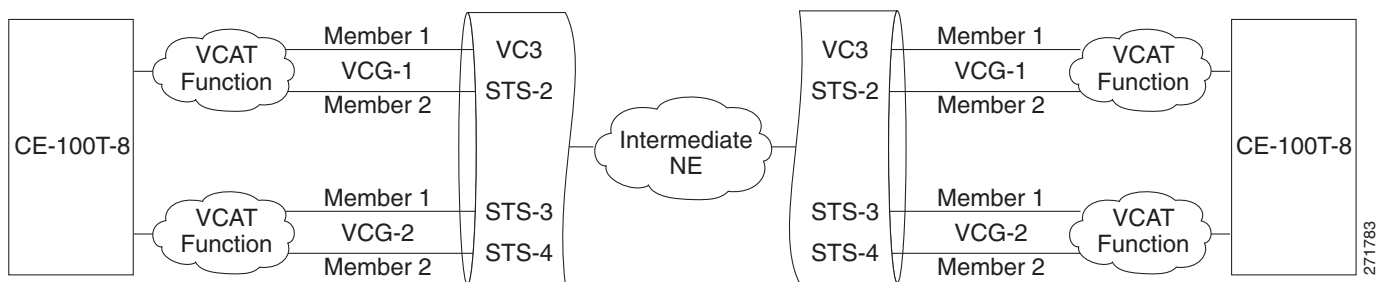 CE-100T-8
VCAT
Function
Member 1
VCG-1
Member 2
VC3
STS-2
VCAT
Function
Member 1
VCG-2
Member 2
STS-3
STS-4
Intermediate
NE
VC3
STS-2
Member 1
VCG-1
Member 2
VCAT
Function
STS-3
STS-4
Member 1
VCG-2
Member 2
VCAT
Function
CE-100T-8
271783